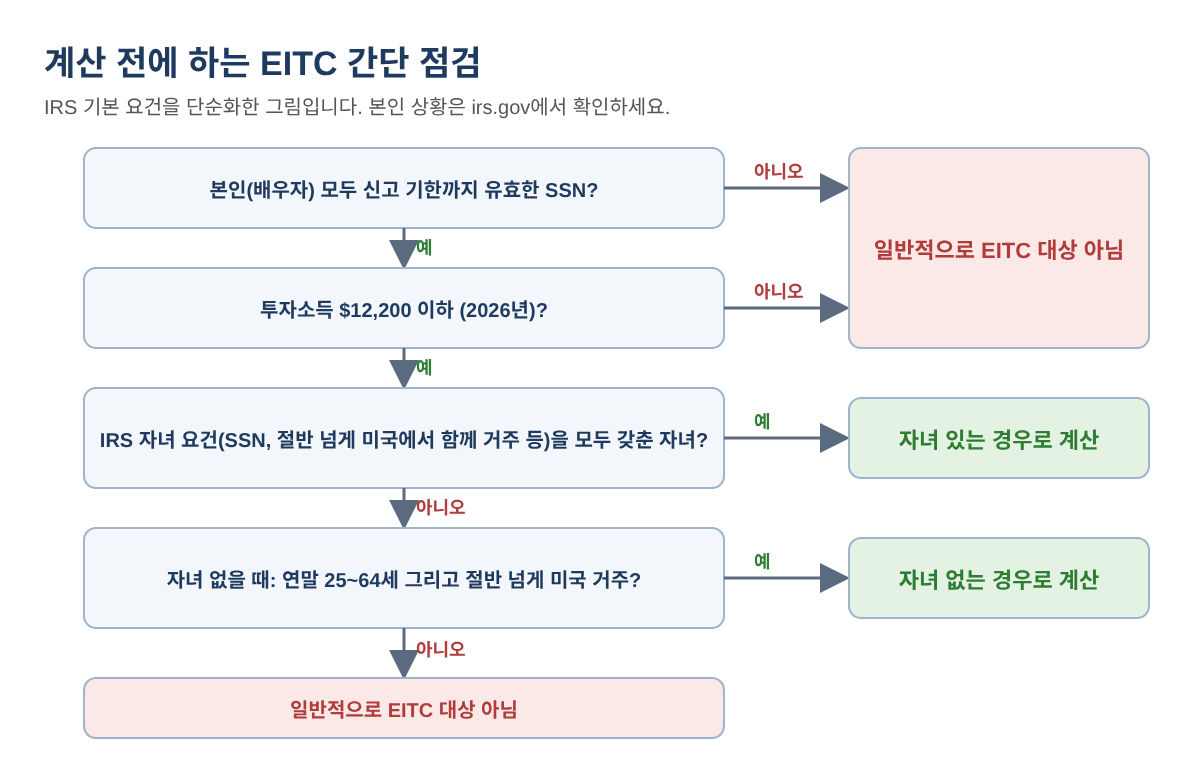 계산 전에 하는 EITC 간단 점검
IRS 기본 요건을 단순화한 그림입니다. 본인 상황은 irs.gov에서 확인하세요.
본인(배우자) 모두 신고 기한까지 유효한 SSN?
아니오
일반적으로 EITC 대상 아님
예
투자소득 $12,200 이하 (2026년)?
아니오
예
IRS 자녀 요건(SSN, 절반 넘게 미국에서 함께 거주 등)을 모두 갖춘 자녀?
예
자녀 있는 경우로 계산
아니오
자녀 없을 때: 연말 25~64세 그리고 절반 넘게 미국 거주?
예
자녀 없는 경우로 계산
아니오
일반적으로 EITC 대상 아님